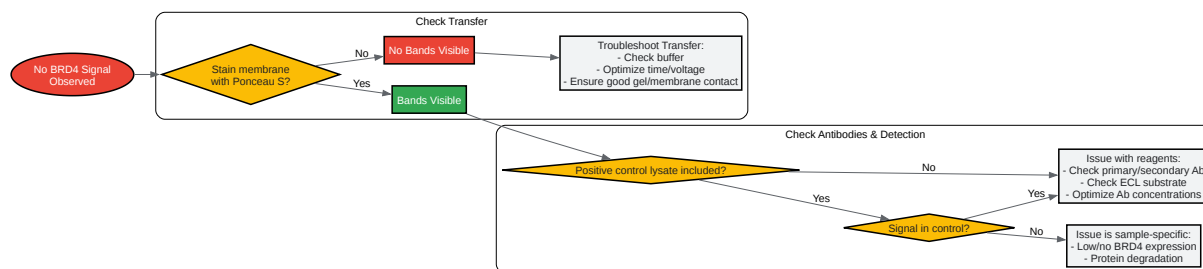 Check Transfer
No BRD4 Signal
Observed
Stain membrane
with Ponceau S?
No
Yes
No Bands Visible
Bands Visible
Troubleshoot Transfer:
- Check buffer
- Optimize time/voltage
- Ensure good gel/membrane contact
Check Antibodies & Detection
Positive control lysate included?
No
Yes
Signal in control?
Yes
No
Issue with reagents:
- Check primary/secondary Ab
- Check ECL substrate
- Optimize Ab concentrations
Issue is sample-specific:
- Low/no BRD4 expression
- Protein degradation